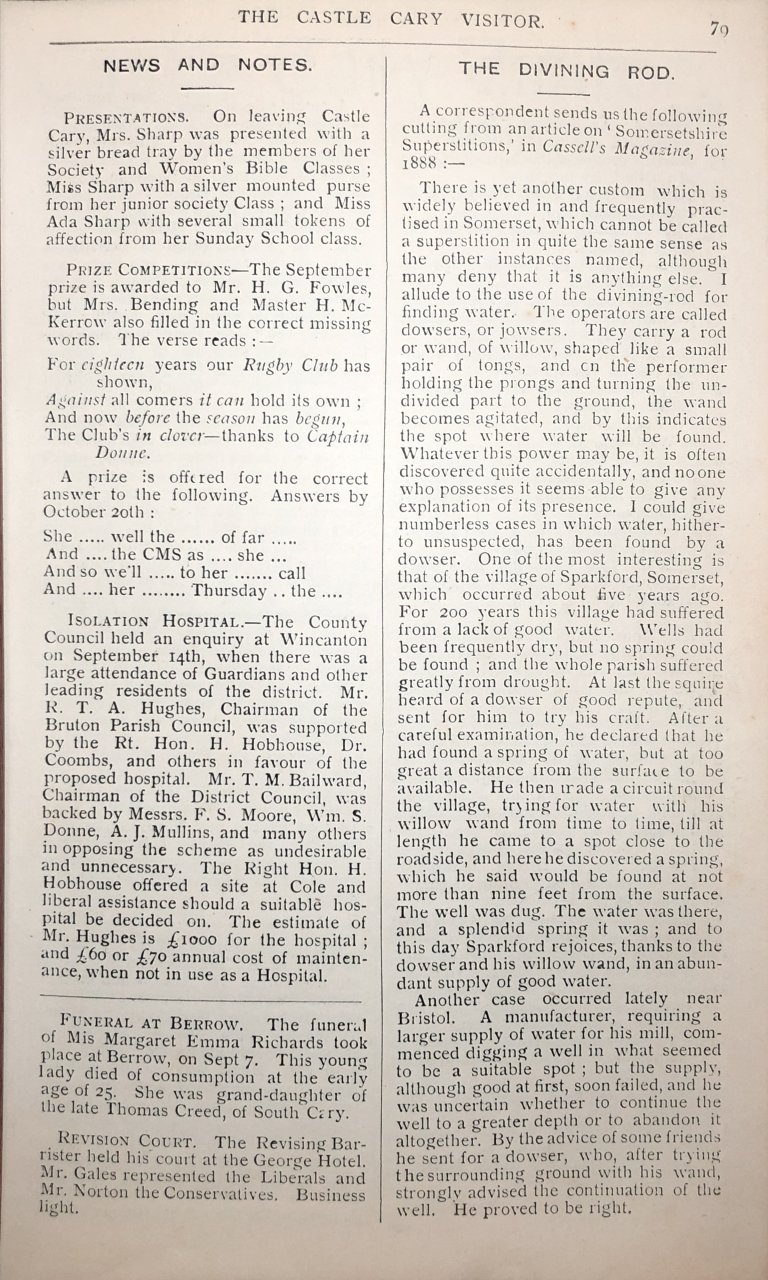 THE CASTLE CARY VISITOR.
79
NEWS AND NOTES.
PRESENTATIONS. On leaving Castle
Cary, Mrs. Sharp was presented with a
silver bread tray by the members of her
Society and Women's Bible Classes ;
Miss Sharp with a silver mounted purse
from her junior society Class ; and Miss
Ada Sharp with several small tokens of
affection from her Sunday School class.
PRIZE COMPETITIONS—The September
prize is awarded to Mr. H. G. Fowles,
but Mrs. Bending and Master H. Mc-
Kerrow also filled in the correct missing
words. The verse reads :—
For eighteen years our Rugby Club has
shown,
Against all comers it can hold its own ;
And now before the season has begun,
The Club's in clover—thanks to Captain
Donne.
A prize is offered for the correct
answer to the following. Answers by
October 20th :
She ..... well the ...... of far .....
And .... the CMS as .... she ...
And so we'll ..... to her ....... call
And .... her ........ Thursday .. the ....
ISOLATION HOSPITAL.—The County
Council held an enquiry at Wincanton
on September 14th, when there was a
large attendance of Guardians and other
leading residents of the district. Mr.
R. T. A. Hughes, Chairman of the
Bruton Parish Council, was supported
by the Rt. Hon. H. Hobhouse, Dr.
Coombs, and others in favour of the
proposed hospital. Mr. T. M. Bailward,
Chairman of the District Council, was
backed by Messrs. F. S. Moore, Wm. S.
Donne, A. J. Mullins, and many others
in opposing the scheme as undesirable
and unnecessary. The Right Hon. H.
Hobhouse offered a site at Cole and
liberal assistance should a suitable hos-
pital be decided on. The estimate of
Mr. Hughes is £1000 for the hospital ;
and £60 or £70 annual cost of mainten-
ance, when not in use as a Hospital.
FUNERAL AT BERROW. The funeral
of Mis Margaret Emma Richards took
place at Berrow, on Sept 7. This young
lady died of consumption at the early
age of 25. She was grand-daughter of
the late Thomas Creed, of South Cary.
REVISION COURT. The Revising Bar-
rister held his court at the George Hotel.
Mr. Gales represented the Liberals and
Mr. Norton the Conservatives. Business
light.
THE DIVINING ROD.
A correspondent sends us the following
cutting from an article on ' Somersetshire
Superstitions,' in Cassell's Magazine, for
1888 :—
There is yet another custom which is
widely believed in and frequently prac-
tised in Somerset, which cannot be called
a superstition in quite the same sense as
the other instances named, although
many deny that it is anything else. I
allude to the use of the divining-rod for
finding water. The operators are called
dowsers, or jowsers. They carry a rod
or wand, of willow, shaped like a small
pair of tongs, and on the performer
holding the prongs and turning the un-
divided part to the ground, the wand
becomes agitated, and by this indicates
the spot where water will be found.
Whatever this power may be, it is often
discovered quite accidentally, and no one
who possesses it seems able to give any
explanation of its presence. I could give
numberless cases in which water, hither-
to unsuspected, has been found by a
dowser. One of the most interesting is
that of the village of Sparkford, Somerset,
which occurred about five years ago.
For 200 years this village had suffered
from a lack of good water. Wells had
been frequently dry, but no spring could
be found ; and the whole parish suffered
greatly from drought. At last the squire
heard of a dowser of good repute, and
sent for him to try his craft. After a
careful examination, he declared that he
had found a spring of water, but at too
great a distance from the surface to be
available. He then made a circuit round
the village, trying for water with his
willow wand from time to time, till at
length he came to a spot close to the
roadside, and here he discovered a spring,
which he said would be found at not
more than nine feet from the surface.
The well was dug. The water was there,
and a splendid spring it was ; and to
this day Sparkford rejoices, thanks to the
dowser and his willow wand, in an abun-
dant supply of good water.
Another case occurred lately near
Bristol. A manufacturer, requiring a
larger supply of water for his mill, com-
menced digging a well in what seemed
to be a suitable spot ; but the supply,
although good at first, soon failed, and he
was uncertain whether to continue the
well to a greater depth or to abandon it
altogether. By the advice of some friends
he sent for a dowser, who, after trying
the surrounding ground with his wand,
strongly advised the continuation of the
well. He proved to be right.